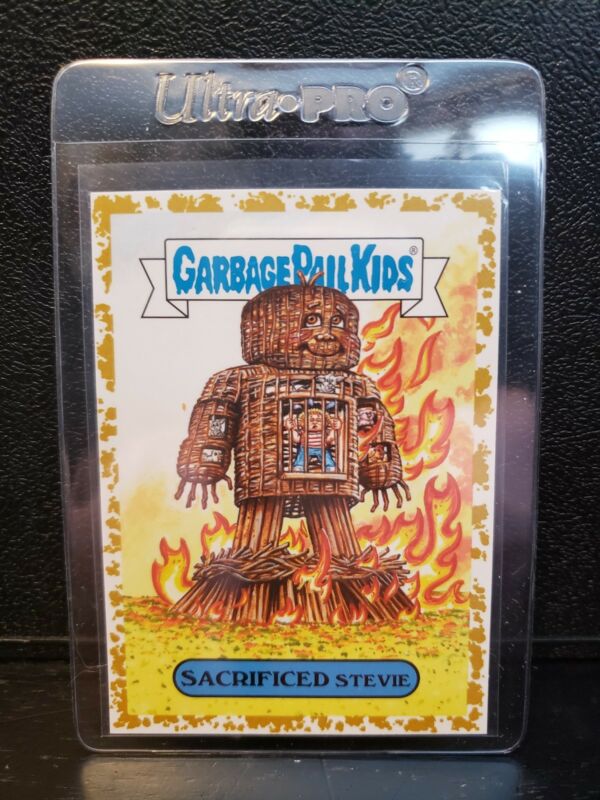 Ultra•PRO®
GARBAGE PAIL KIDS®
SACRIFICED STEVIE